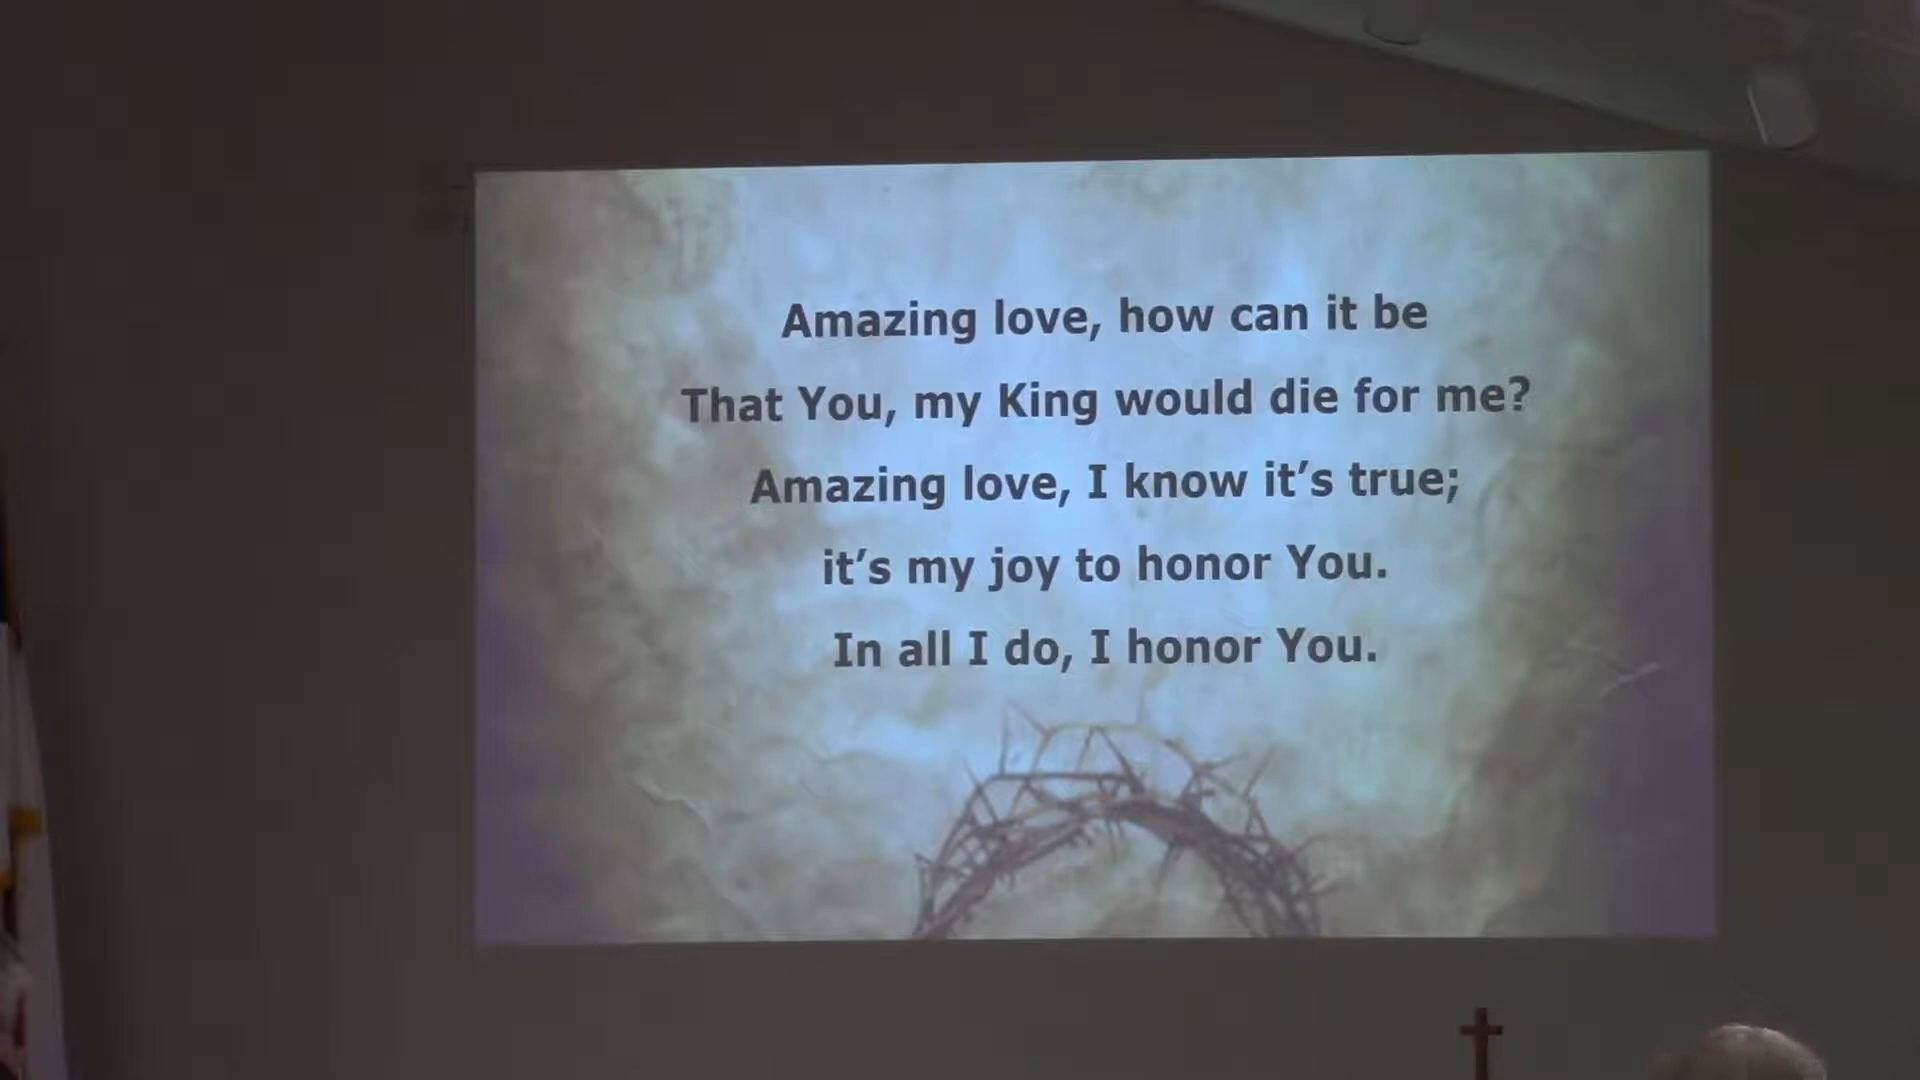 Amazing love, how can it be
That You, my King would die for me?
Amazing love, I know it’s true;
it’s my joy to honor You.
In all I do, I honor You.